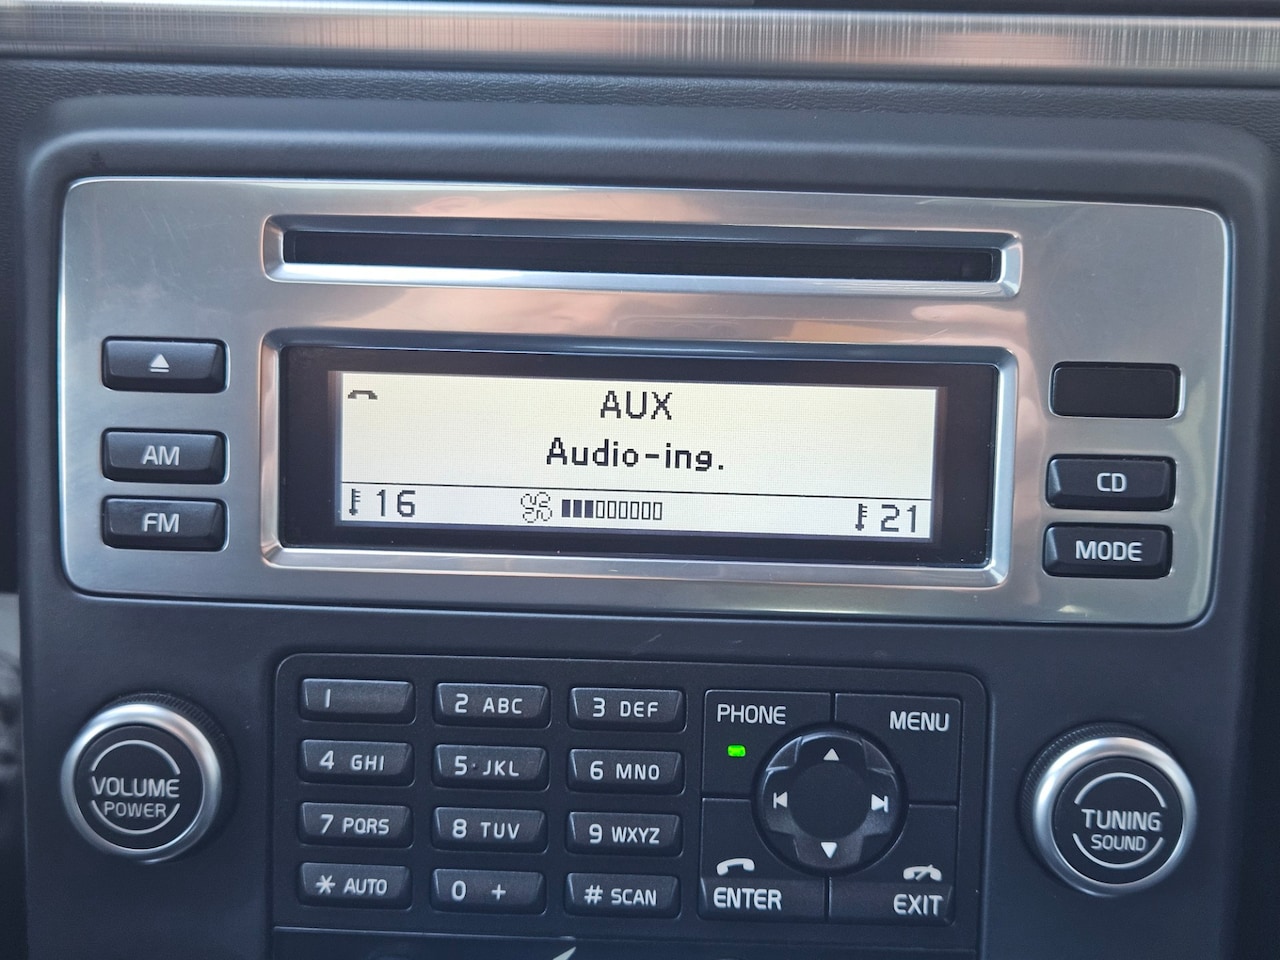 AUX
Audio-ing.
16
21
AM
FM
CD
MODE
VOLUME
POWER
1
2 ABC
3 DEF
4 GHI
5 JKL
6 MNO
7 PQRS
8 TUV
9 WXYZ
* AUTO
0 +
# SCAN
PHONE
MENU
ENTER
EXIT
TUNING
SOUND